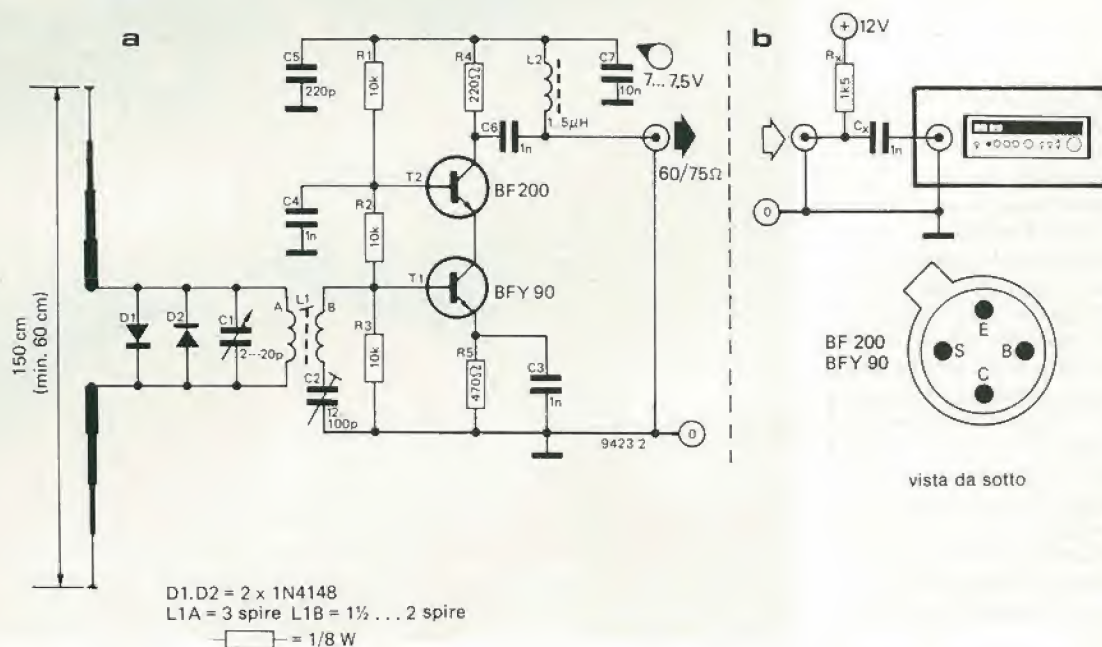 a
150 cm
(min. 60 cm)
D1
D2
C1
2---20p
L1
A
B
C2
12
100p
C5
220p
C4
1n
R1
10k
R2
10k
R3
10k
R4
220Ω
L2
1...5μH
C6
1n
C7
10n
7... 7,5V
60/75Ω
T2
BF 200
T1
BFY 90
R5
470Ω
C3
1n
9423 2
0
D1.D2 = 2 x 1N4148
L1A = 3 spire L1B = 1½ ... 2 spire
= 1/8 W
b
+ 12V
Rx
1k5
Cx
1n
0
BF 200
BFY 90
E
S
B
C
vista da sotto